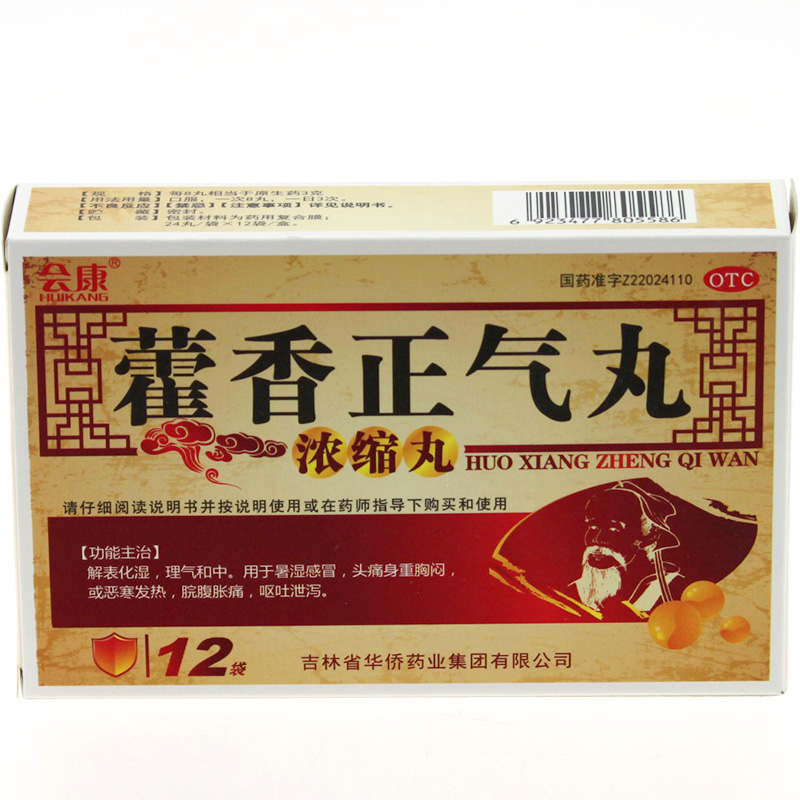 【规格】每8丸相当于原生药3克
【用法用量】口服，一次8丸，一日3次。
【不良反应】【禁忌】【注意事项】详见说明书。
【贮藏】密封。
【包装】包装材料为药用复合膜；
24丸/袋×12袋/盒。
6 923477 805586
会康®
HUIKANG
国药准字Z22024110 OTC
藿香正气丸
浓缩丸 HUO XIANG ZHENG QI WAN
请仔细阅读说明书并按说明使用或在药师指导下购买和使用
【功能主治】
解表化湿，理气和中。用于暑湿感冒，头痛身重胸闷，
或恶寒发热，脘腹胀痛，呕吐泄泻。
12袋
吉林省华侨药业集团有限公司